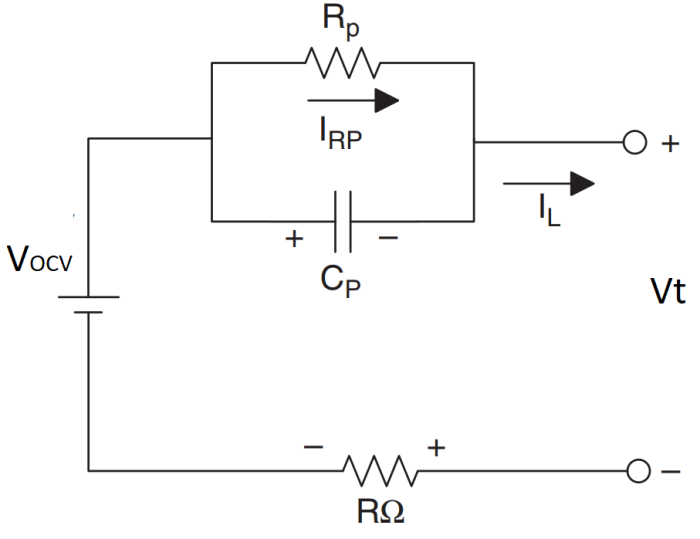 Rp
IRP
+
IL
+ −
VOCV
CP
Vt
− +
RΩ
−